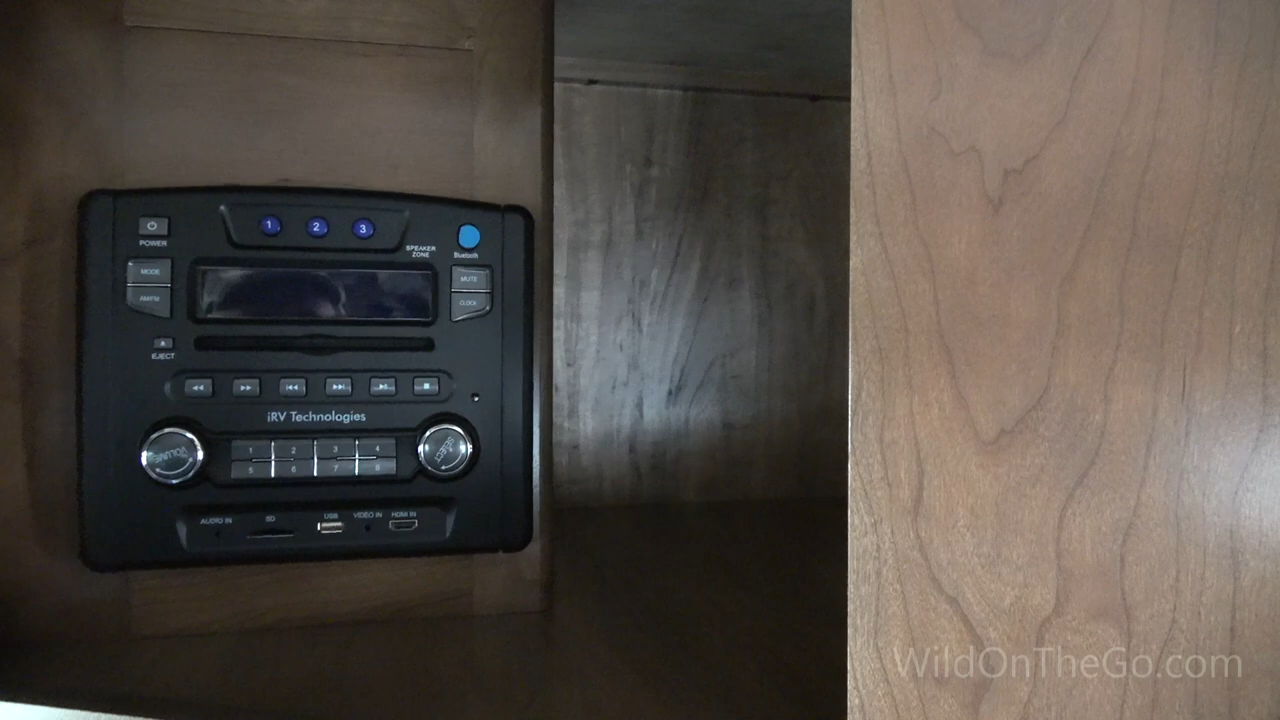 1 2 3
POWER
SPEAKER
ZONE
Bluetooth
MODE
MUTE
AM/FM
CLOCK
EJECT
iRV Technologies
VOLUME
1 2 3 4
SELECT
5 6 7 8
AUDIO IN SD USB VIDEO IN HDMI IN
WildOnTheGo.com